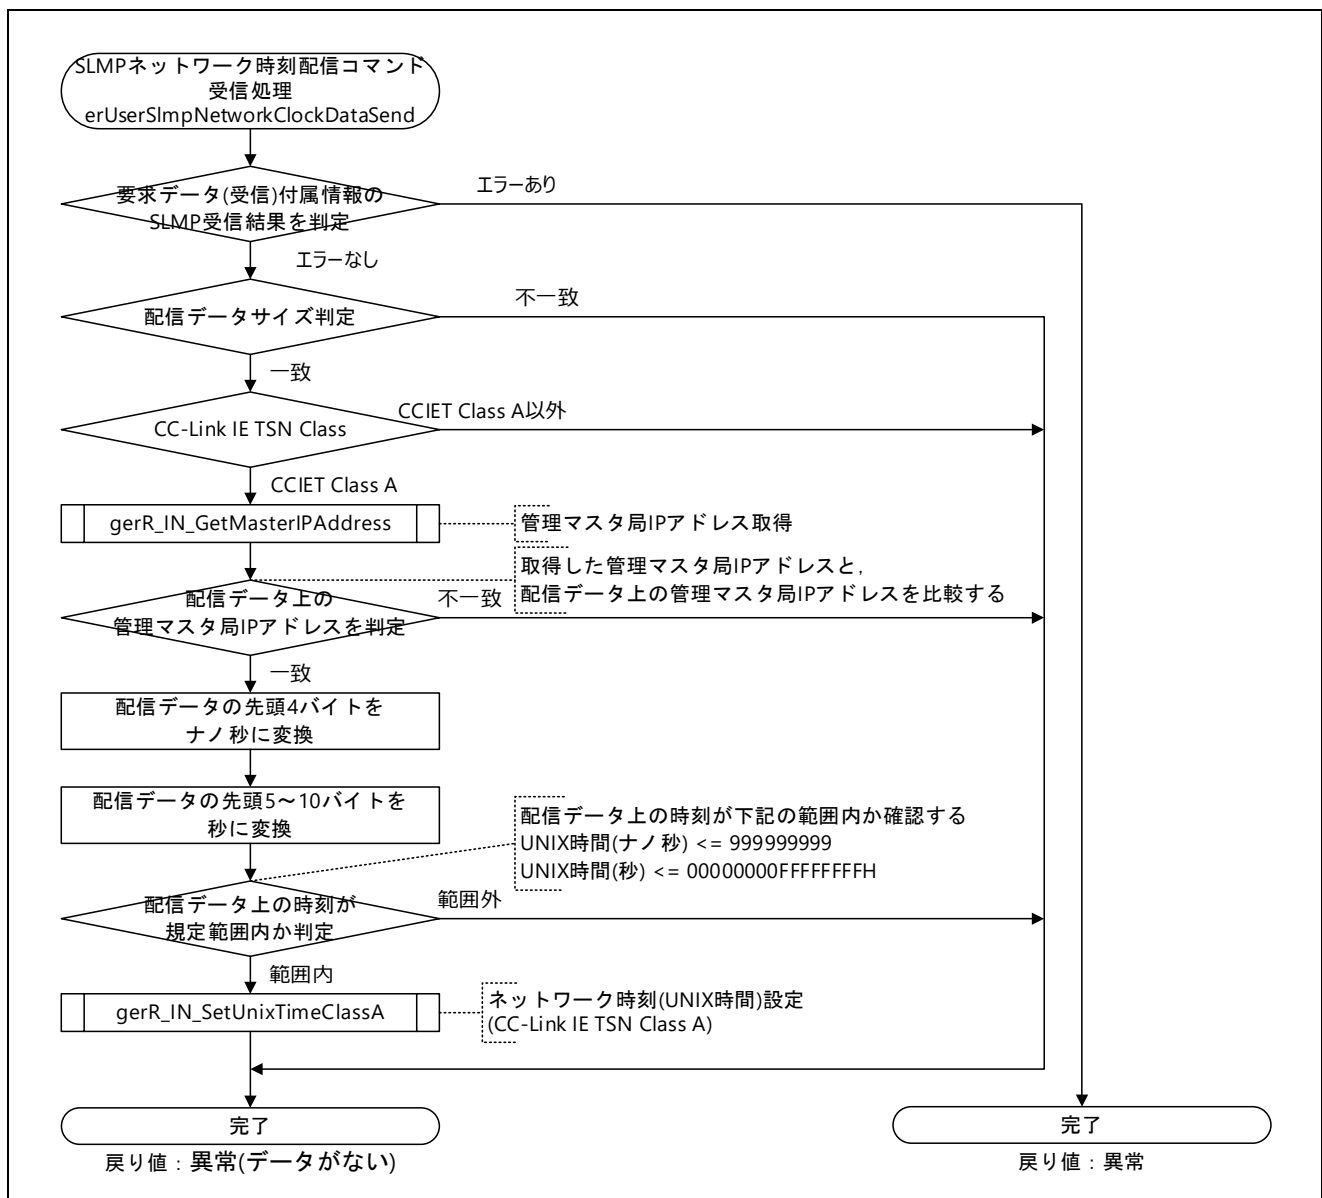 SLMPネットワーク時刻配信コマンド
受信処理
erUserSlmpNetworkClockDataSend
要求データ(受信)付属情報の
SLMP受信結果を判定
エラーあり
エラーなし
配信データサイズ判定
不一致
一致
CC-Link IE TSN Class
CCIET Class A以外
CCIET Class A
gerR_IN_GetMasterIPAddress
管理マスタ局IPアドレス取得
取得した管理マスタ局IPアドレスと,
配信データ上の管理マスタ局IPアドレスを比較する
配信データ上の
管理マスタ局IPアドレスを判定
不一致
一致
配信データの先頭4バイトを
ナノ秒に変換
配信データの先頭5～10バイトを
秒に変換
配信データ上の時刻が下記の範囲内か確認する
UNIX時間(ナノ秒) <= 999999999
UNIX時間(秒) <= 00000000FFFFFFFFH
配信データ上の時刻が
規定範囲内か判定
範囲外
範囲内
gerR_IN_SetUnixTimeClassA
ネットワーク時刻(UNIX時間)設定
(CC-Link IE TSN Class A)
完了
戻り値：異常(データがない)
完了
戻り値：異常